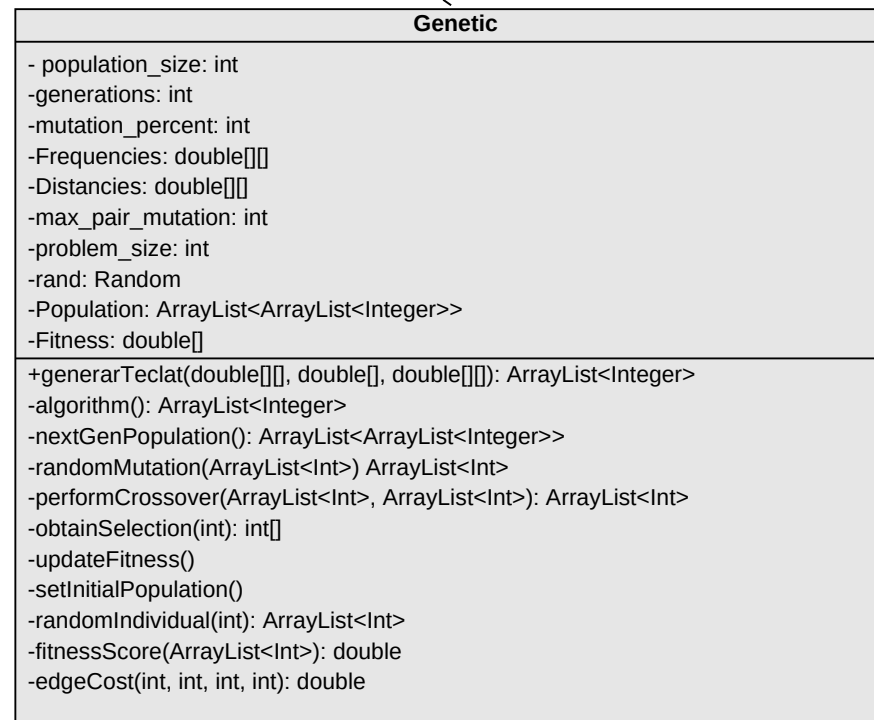 Genetic
- population_size: int
-generations: int
-mutation_percent: int
-Frequencies: double[][]
-Distancies: double[][]
-max_pair_mutation: int
-problem_size: int
-rand: Random
-Population: ArrayList<ArrayList<Integer>>
-Fitness: double[]
+generarTeclat(double[][], double[], double[][]): ArrayList<Integer>
-algorithm(): ArrayList<Integer>
-nextGenPopulation(): ArrayList<ArrayList<Integer>>
-randomMutation(ArrayList<Int>) ArrayList<Int>
-performCrossover(ArrayList<Int>, ArrayList<Int>): ArrayList<Int>
-obtainSelection(int): int[]
-updateFitness()
-setInitialPopulation()
-randomIndividual(int): ArrayList<Int>
-fitnessScore(ArrayList<Int>): double
-edgeCost(int, int, int, int): double